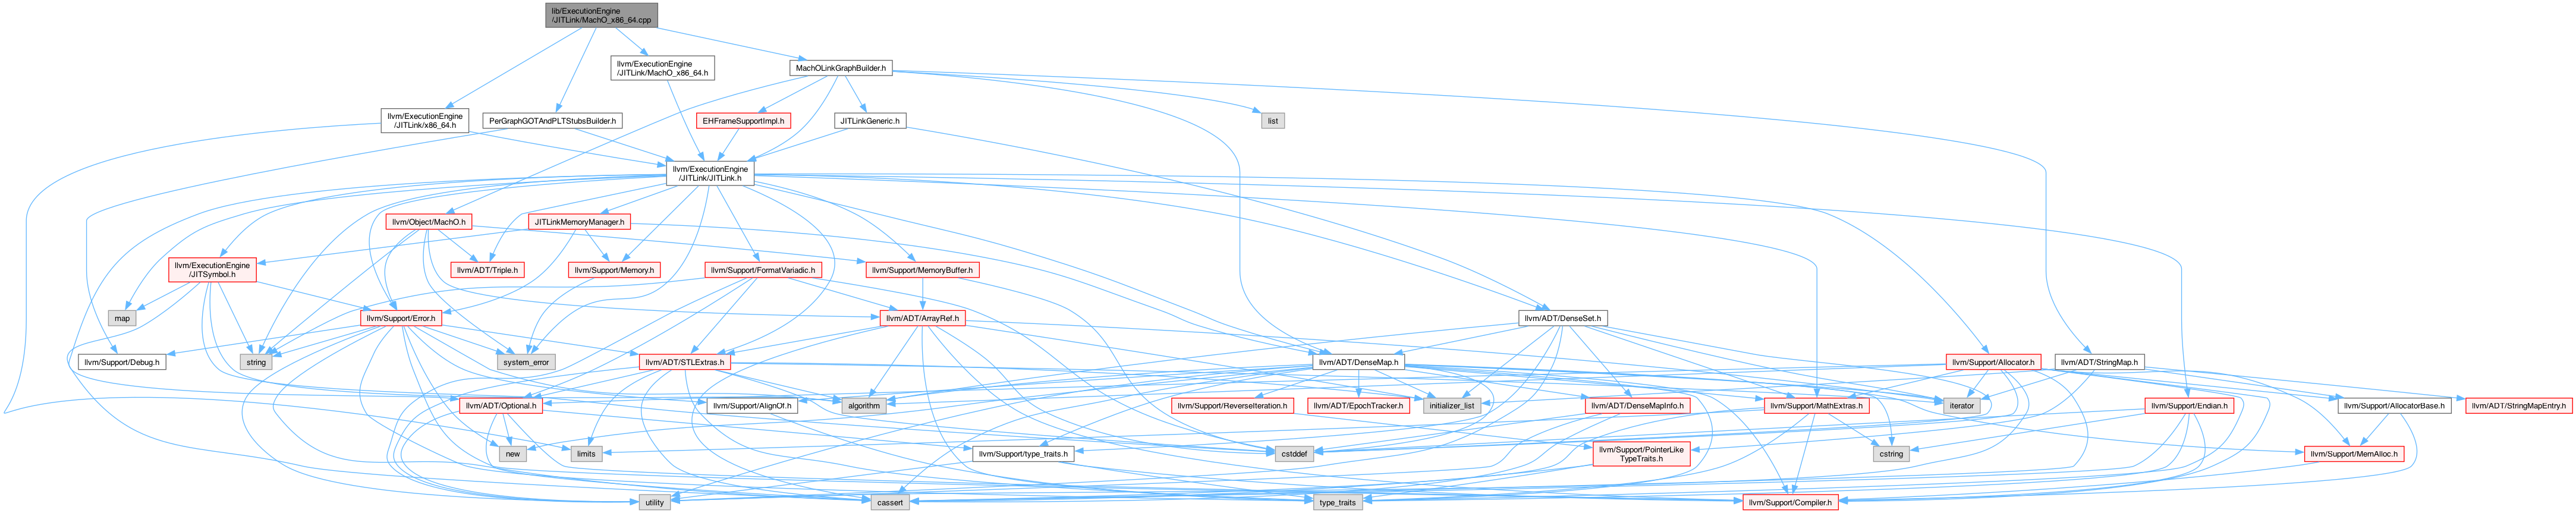 lib/ExecutionEngine
/JITLink/MachO_x86_64.cpp
llvm/ExecutionEngine
/JITLink/MachO_x86_64.h
MachOLinkGraphBuilder.h
llvm/ExecutionEngine
/JITLink/x86_64.h
PerGraphGOTAndPLTStubsBuilder.h
EHFrameSupportImpl.h
JITLinkGeneric.h
list
llvm/ExecutionEngine
/JITLink/JITLink.h
llvm/Object/MachO.h
JITLinkMemoryManager.h
llvm/ExecutionEngine
/JITSymbol.h
llvm/ADT/Triple.h
llvm/Support/Memory.h
llvm/Support/FormatVariadic.h
llvm/Support/MemoryBuffer.h
map
llvm/Support/Error.h
llvm/ADT/ArrayRef.h
llvm/ADT/DenseSet.h
llvm/Support/Debug.h
string
system_error
llvm/ADT/STLExtras.h
llvm/ADT/DenseMap.h
llvm/Support/Allocator.h
llvm/ADT/StringMap.h
llvm/ADT/Optional.h
llvm/Support/AlignOf.h
algorithm
initializer_list
llvm/Support/ReverseIteration.h
llvm/ADT/EpochTracker.h
llvm/ADT/DenseMapInfo.h
llvm/Support/MathExtras.h
iterator
llvm/Support/Endian.h
llvm/Support/AllocatorBase.h
llvm/ADT/StringMapEntry.h
new
limits
llvm/Support/type_traits.h
cstddef
llvm/Support/PointerLike
TypeTraits.h
cstring
llvm/Support/MemAlloc.h
utility
cassert
type_traits
llvm/Support/Compiler.h